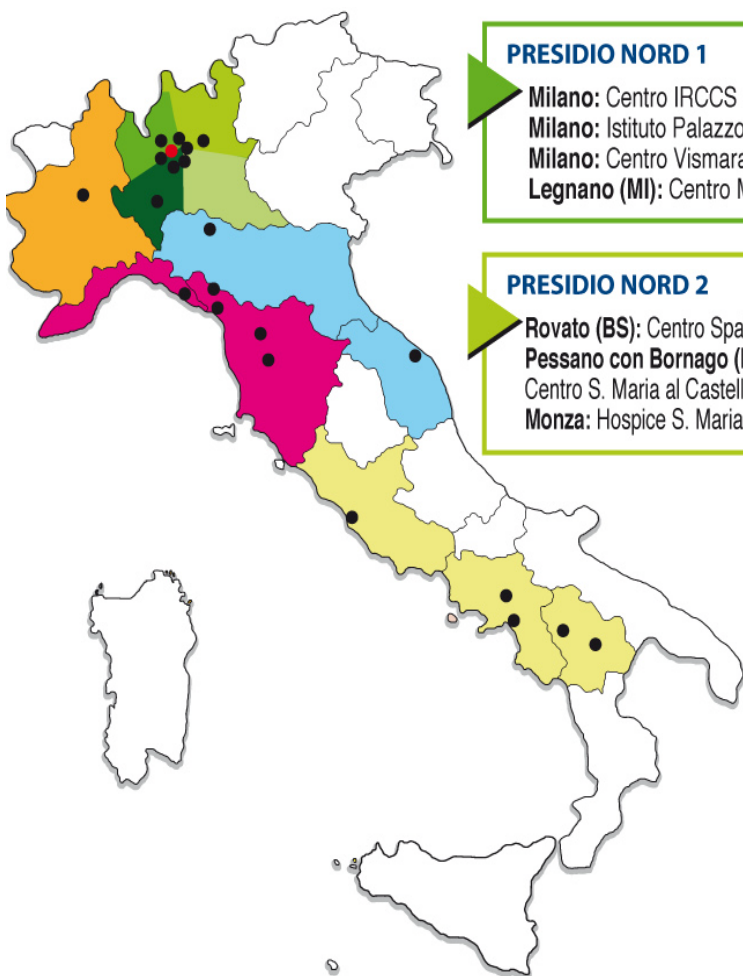 PRESIDIO NORD 1
Milano: Centro IRCCS
Milano: Istituto Palazzo
Milano: Centro Vismara
Legnano (MI): Centro M
PRESIDIO NORD 2
Rovato (BS): Centro Spa
Pessano con Bornago (
Centro S. Maria al Castell
Monza: Hospice S. Maria